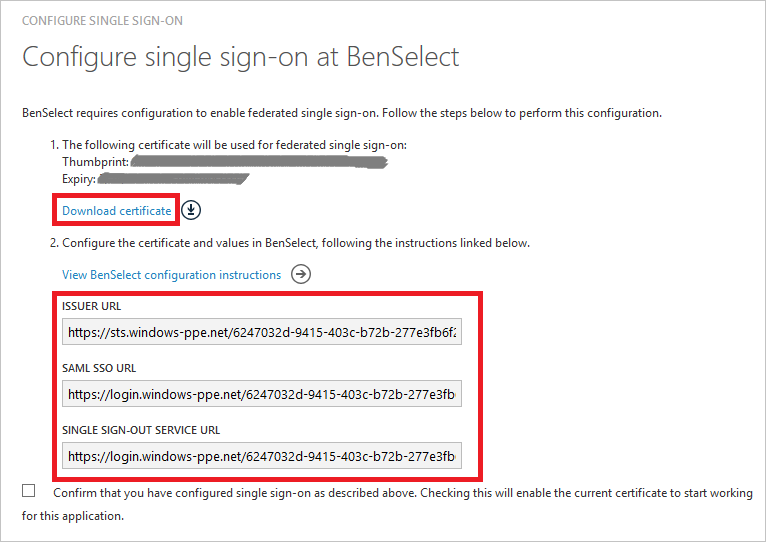 CONFIGURE SINGLE SIGN-ON
Configure single sign-on at BenSelect
BenSelect requires configuration to enable federated single sign-on. Follow the steps below to perform this configuration.
1. The following certificate will be used for federated single sign-on:
Thumbprint:
Expiry:
Download certificate
2. Configure the certificate and values in BenSelect, following the instructions linked below.
View BenSelect configuration instructions
ISSUER URL
https://sts.windows-ppe.net/6247032d-9415-403c-b72b-277e3fb6f2
SAML SSO URL
https://login.windows-ppe.net/6247032d-9415-403c-b72b-277e3fb
SINGLE SIGN-OUT SERVICE URL
https://login.windows-ppe.net/6247032d-9415-403c-b72b-277e3fb
Confirm that you have configured single sign-on as described above. Checking this will enable the current certificate to start working
for this application.